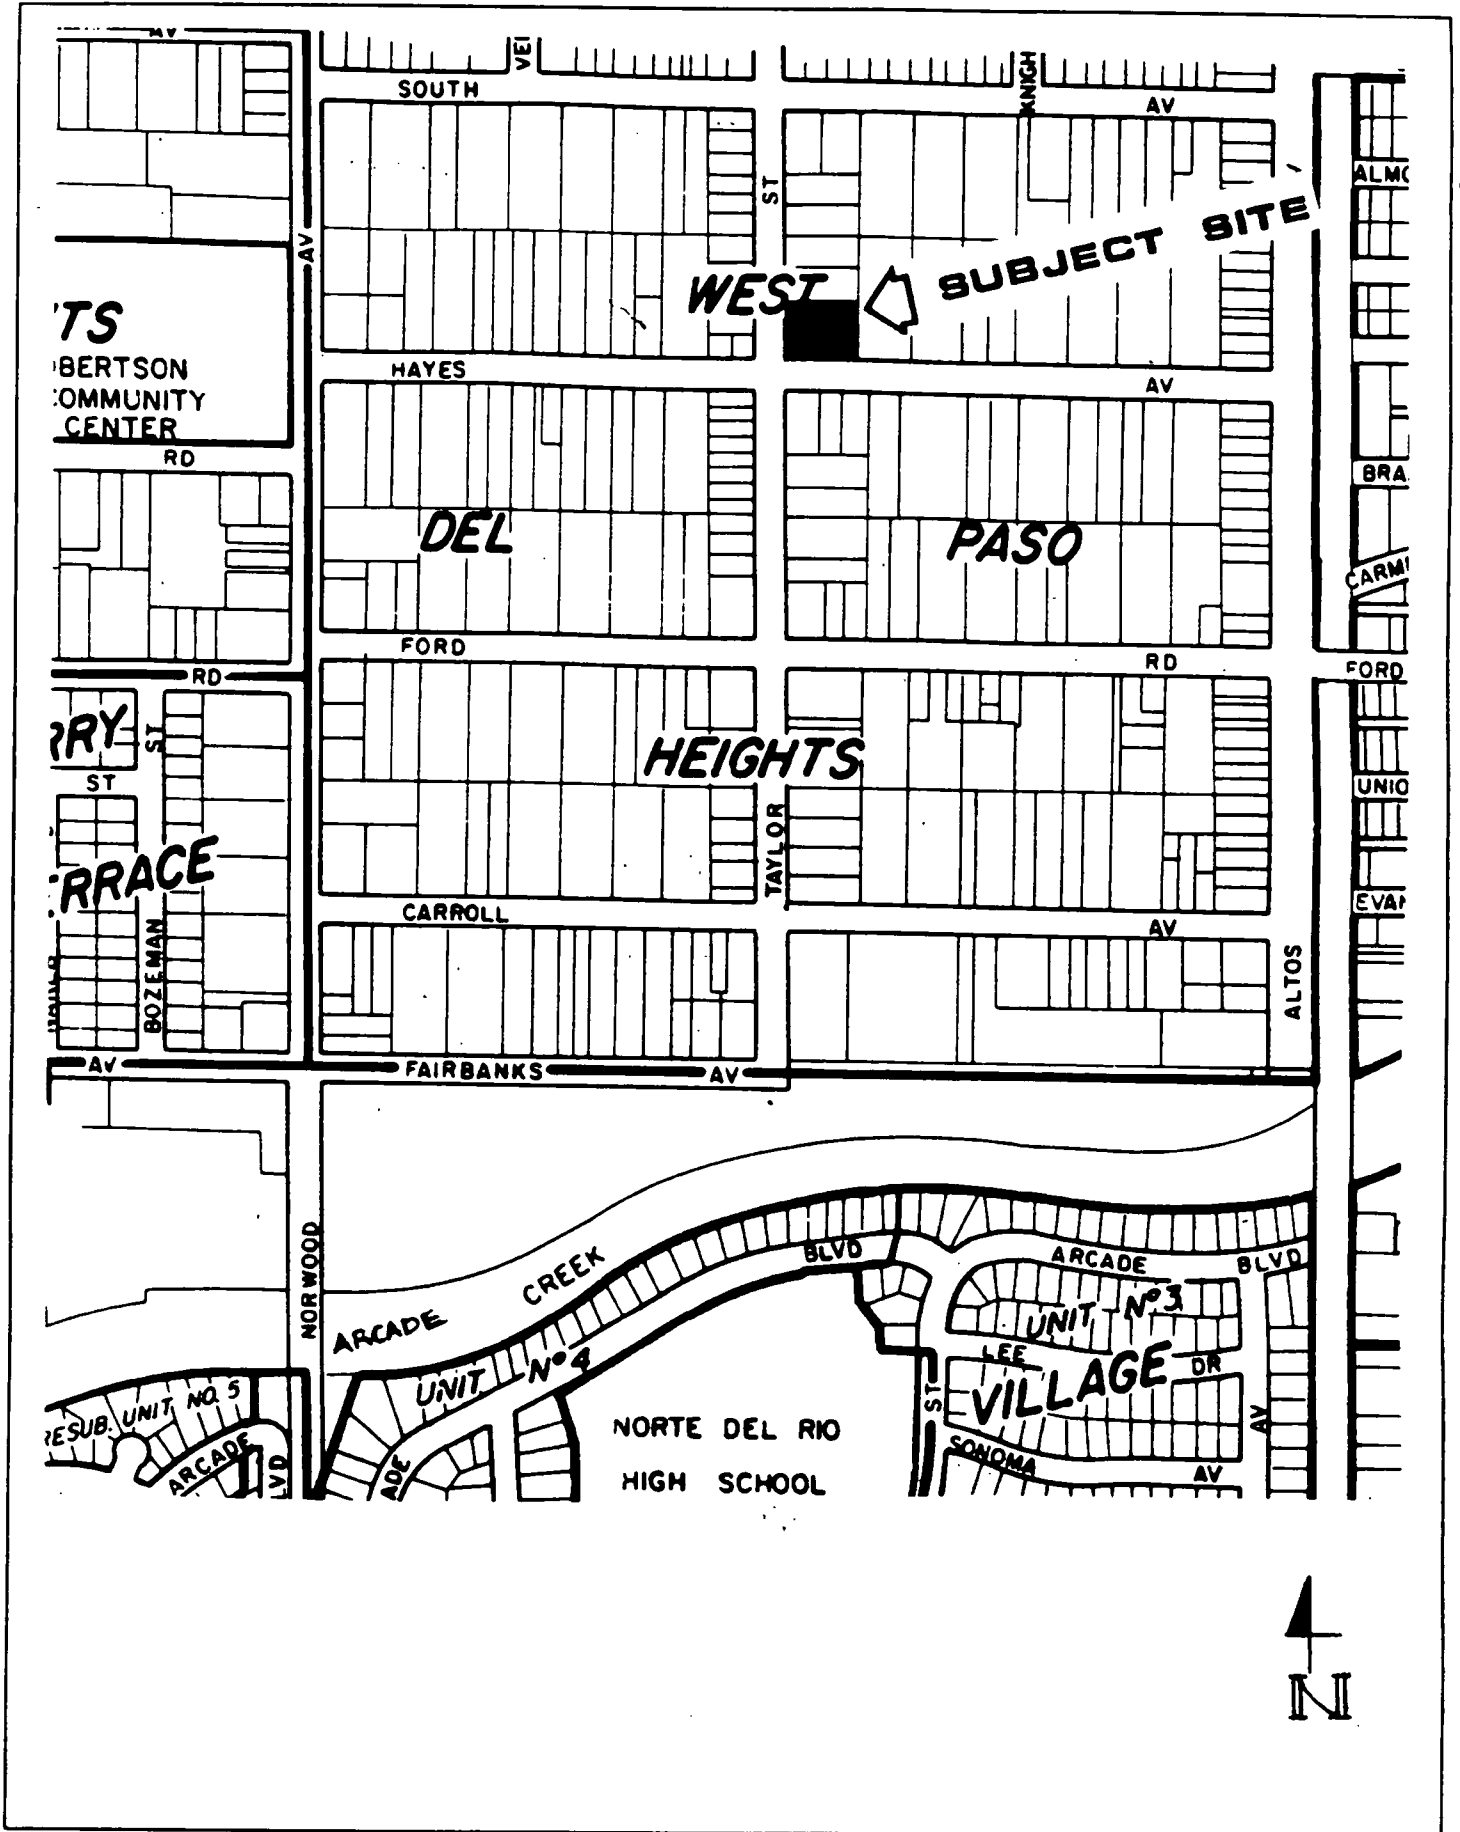 AV
SOUTH
AV
ST
AV
ALMO
SUBJECT SITE
WEST
TS
BERTSON
COMMUNITY
CENTER
HAYES
AV
RD
BRA
DEL
PASO
CARM
FORD
RD
FORD
RD
RRY
ST
ST
HEIGHTS
UNIO
TAYLOR
RRACE
EVAN
CARROLL
AV
BOZEMAN
ALTOS
AV
FAIRBANKS
AV
NORWOOD
ARCADE
CREEK
BLVD
ARCADE
BLVD
UNIT Nº 3
UNIT Nº 4
LEE
DR
VILLAGE
ST
AV
RESUB. UNIT NO. 5
ARCADE
LVD
ADE
NORTE DEL RIO
HIGH SCHOOL
SONOMA
AV
N